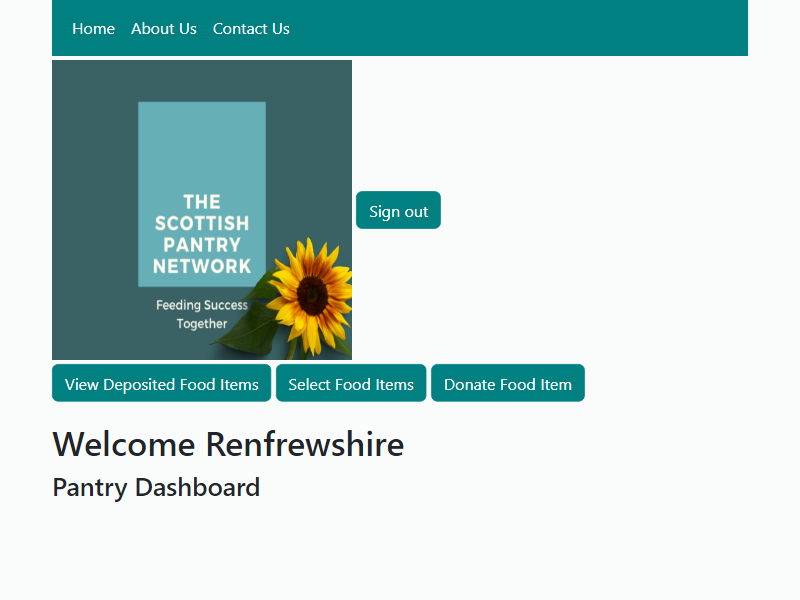 Home About Us Contact Us
THE
SCOTTISH
PANTRY
NETWORK
Feeding Success
Together
Sign out
View Deposited Food Items Select Food Items Donate Food Item
Welcome Renfrewshire
Pantry Dashboard